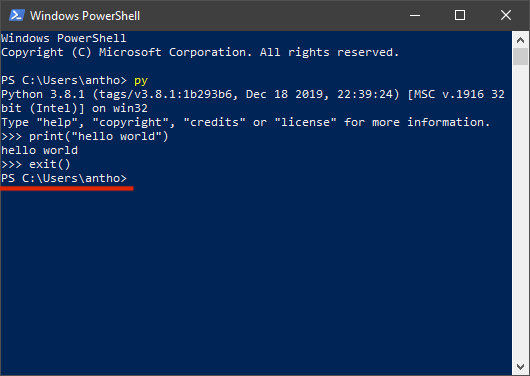 Windows PowerShell
Windows PowerShell
Copyright (C) Microsoft Corporation. All rights reserved.
PS C:\Users\antho> py
Python 3.8.1 (tags/v3.8.1:1b293b6, Dec 18 2019, 22:39:24) [MSC v.1916 32
bit (Intel)] on win32
Type "help", "copyright", "credits" or "license" for more information.
>>> print("hello world")
hello world
>>> exit()
PS C:\Users\antho>